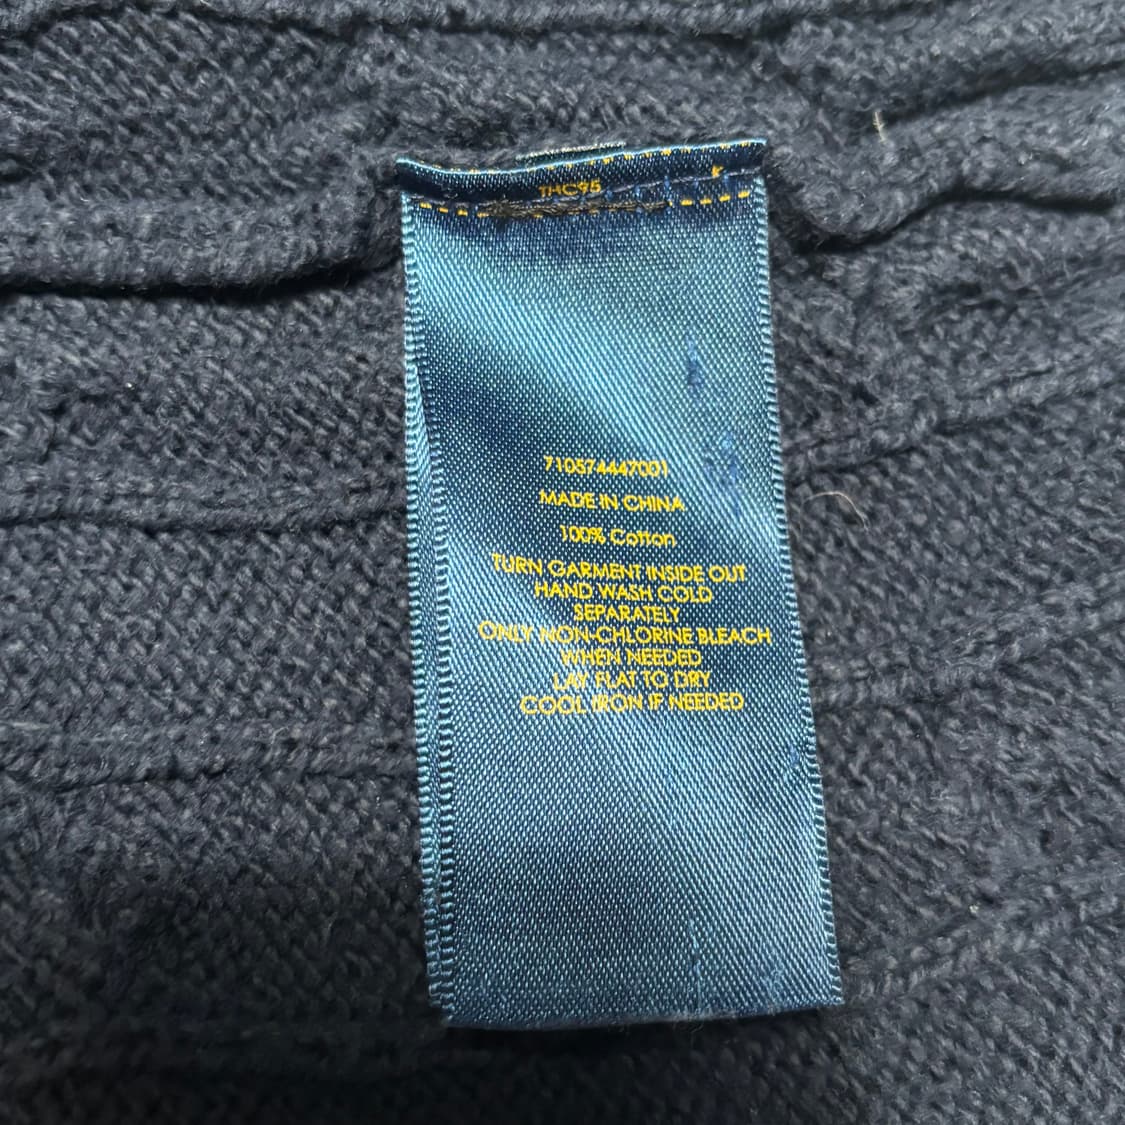 THC95
710574447001
MADE IN CHINA
100% Cotton
TURN GARMENT INSIDE OUT
HAND WASH COLD
SEPARATELY
ONLY NON-CHLORINE BLEACH
WHEN NEEDED
LAY FLAT TO DRY
COOL IRON IF NEEDED